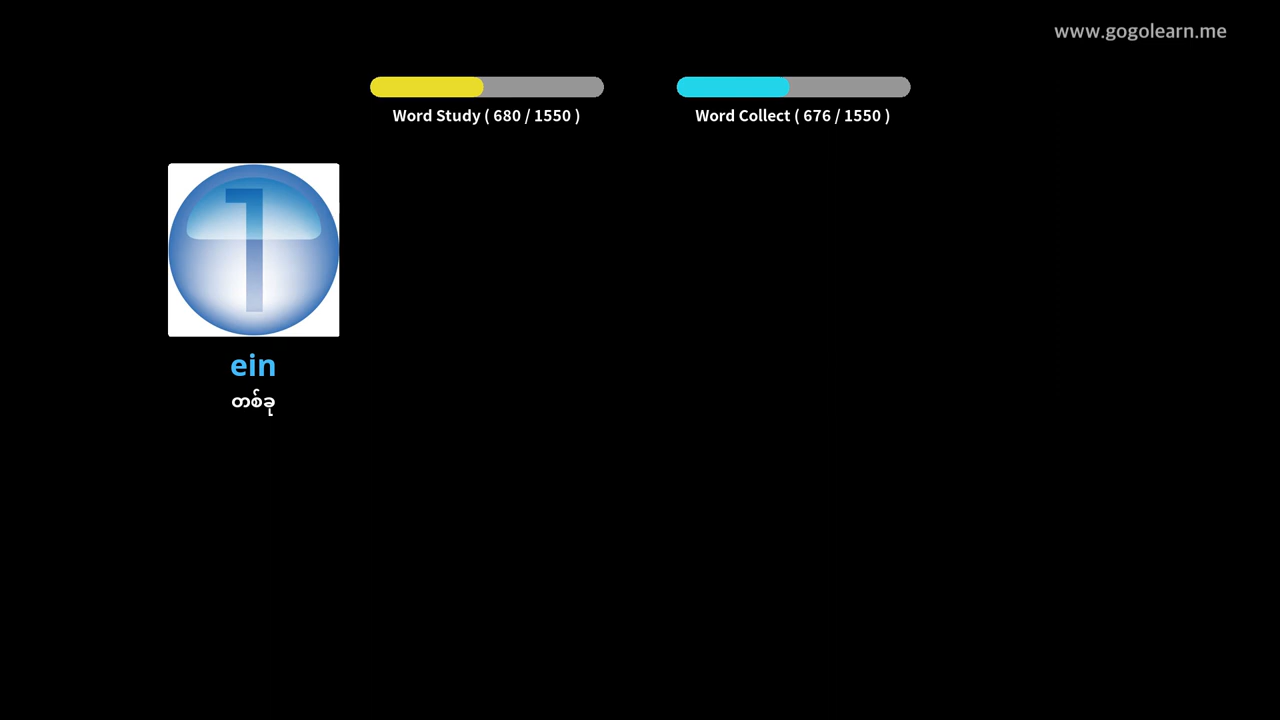 www.gogolearn.me
Word Study ( 680 / 1550 )
Word Collect ( 676 / 1550 )
1
ein
တစ်ခု